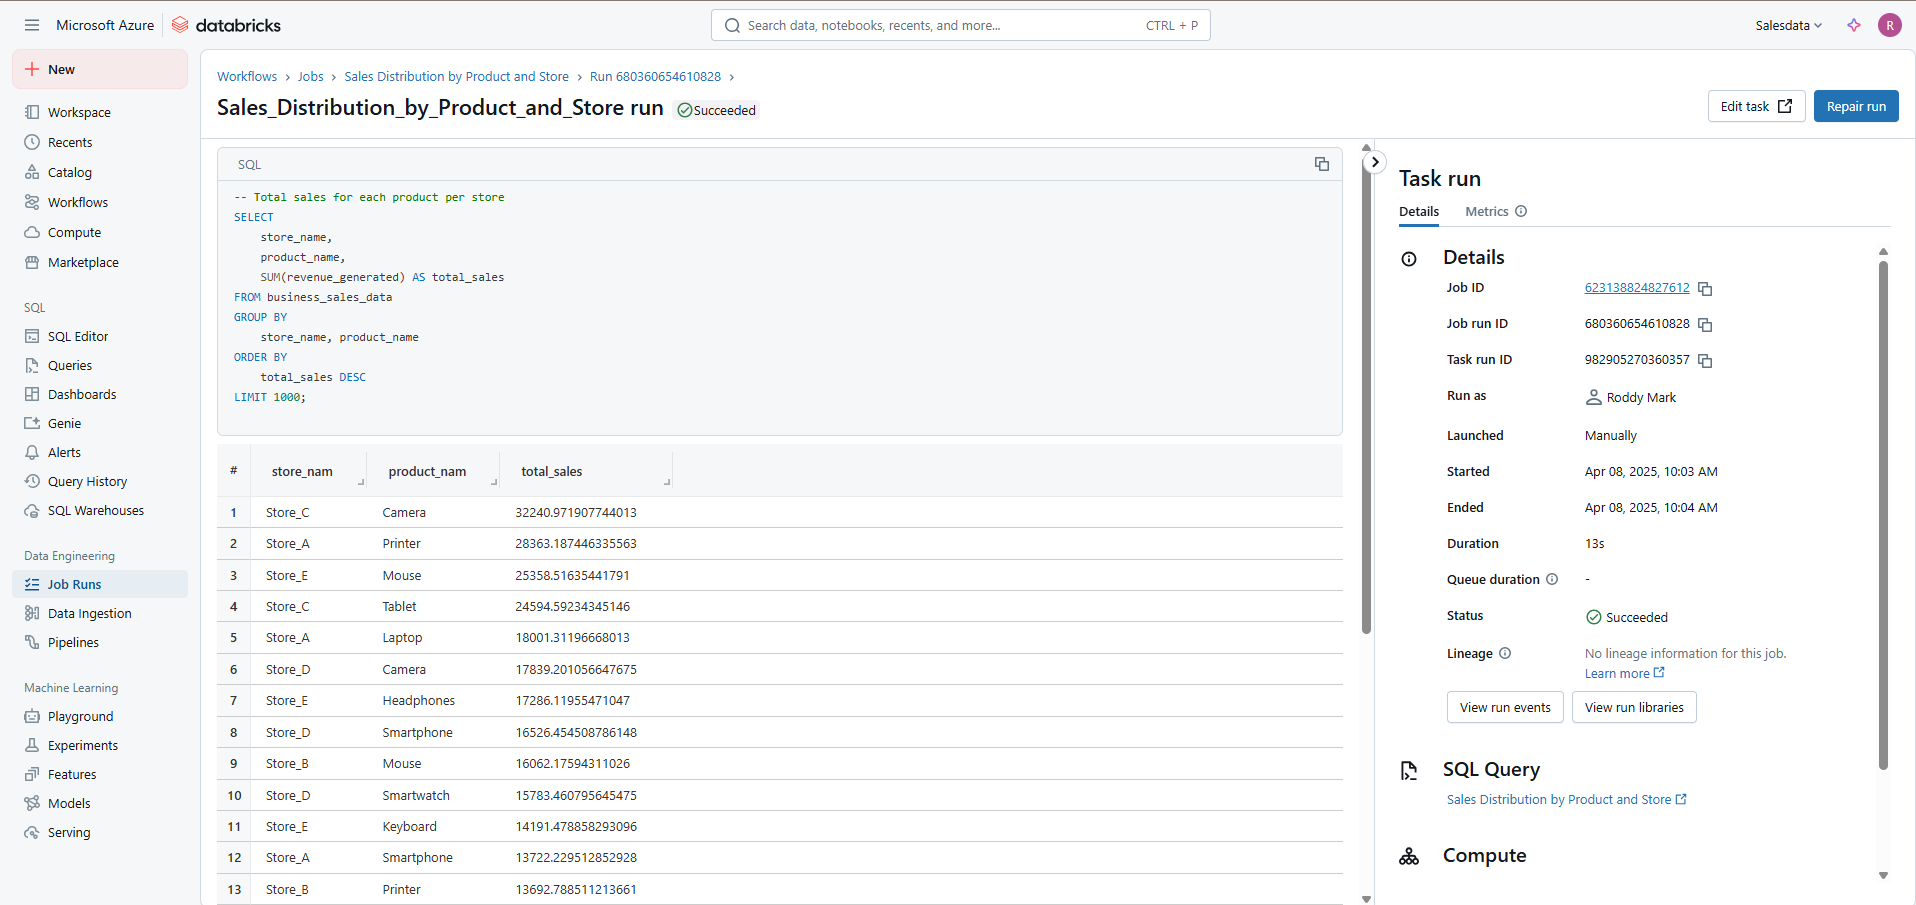 Microsoft Azure databricks
Search data, notebooks, recents, and more... CTRL + P
Salesdata
R
New
Workspace
Recents
Catalog
Workflows
Compute
Marketplace
SQL
SQL Editor
Queries
Dashboards
Genie
Alerts
Query History
SQL Warehouses
Data Engineering
Job Runs
Data Ingestion
Pipelines
Machine Learning
Playground
Experiments
Features
Models
Serving
Workflows › Jobs › Sales Distribution by Product and Store › Run 680360654610828 ›
Sales_Distribution_by_Product_and_Store run Succeeded
Edit task Repair run
SQL
-- Total sales for each product per store
SELECT
store_name,
product_name,
SUM(revenue_generated) AS total_sales
FROM business_sales_data
GROUP BY
store_name, product_name
ORDER BY
total_sales DESC
LIMIT 1000;
# store_nam product_nam total_sales
1 Store_C Camera 32240.971907744013
2 Store_A Printer 28363.187446335563
3 Store_E Mouse 25358.51635441791
4 Store_C Tablet 24594.59234345146
5 Store_A Laptop 18001.31196668013
6 Store_D Camera 17839.201056647675
7 Store_E Headphones 17286.11955471047
8 Store_D Smartphone 16526.454508786148
9 Store_B Mouse 16062.17594311026
10 Store_D Smartwatch 15783.460795645475
11 Store_E Keyboard 14191.478858293096
12 Store_A Smartphone 13722.229512852928
13 Store_B Printer 13692.788511213661
Task run
Details Metrics
Details
Job ID 623138824827612
Job run ID 680360654610828
Task run ID 982905270360357
Run as Roddy Mark
Launched Manually
Started Apr 08, 2025, 10:03 AM
Ended Apr 08, 2025, 10:04 AM
Duration 13s
Queue duration -
Status Succeeded
Lineage No lineage information for this job.
Learn more
View run events View run libraries
SQL Query
Sales Distribution by Product and Store
Compute